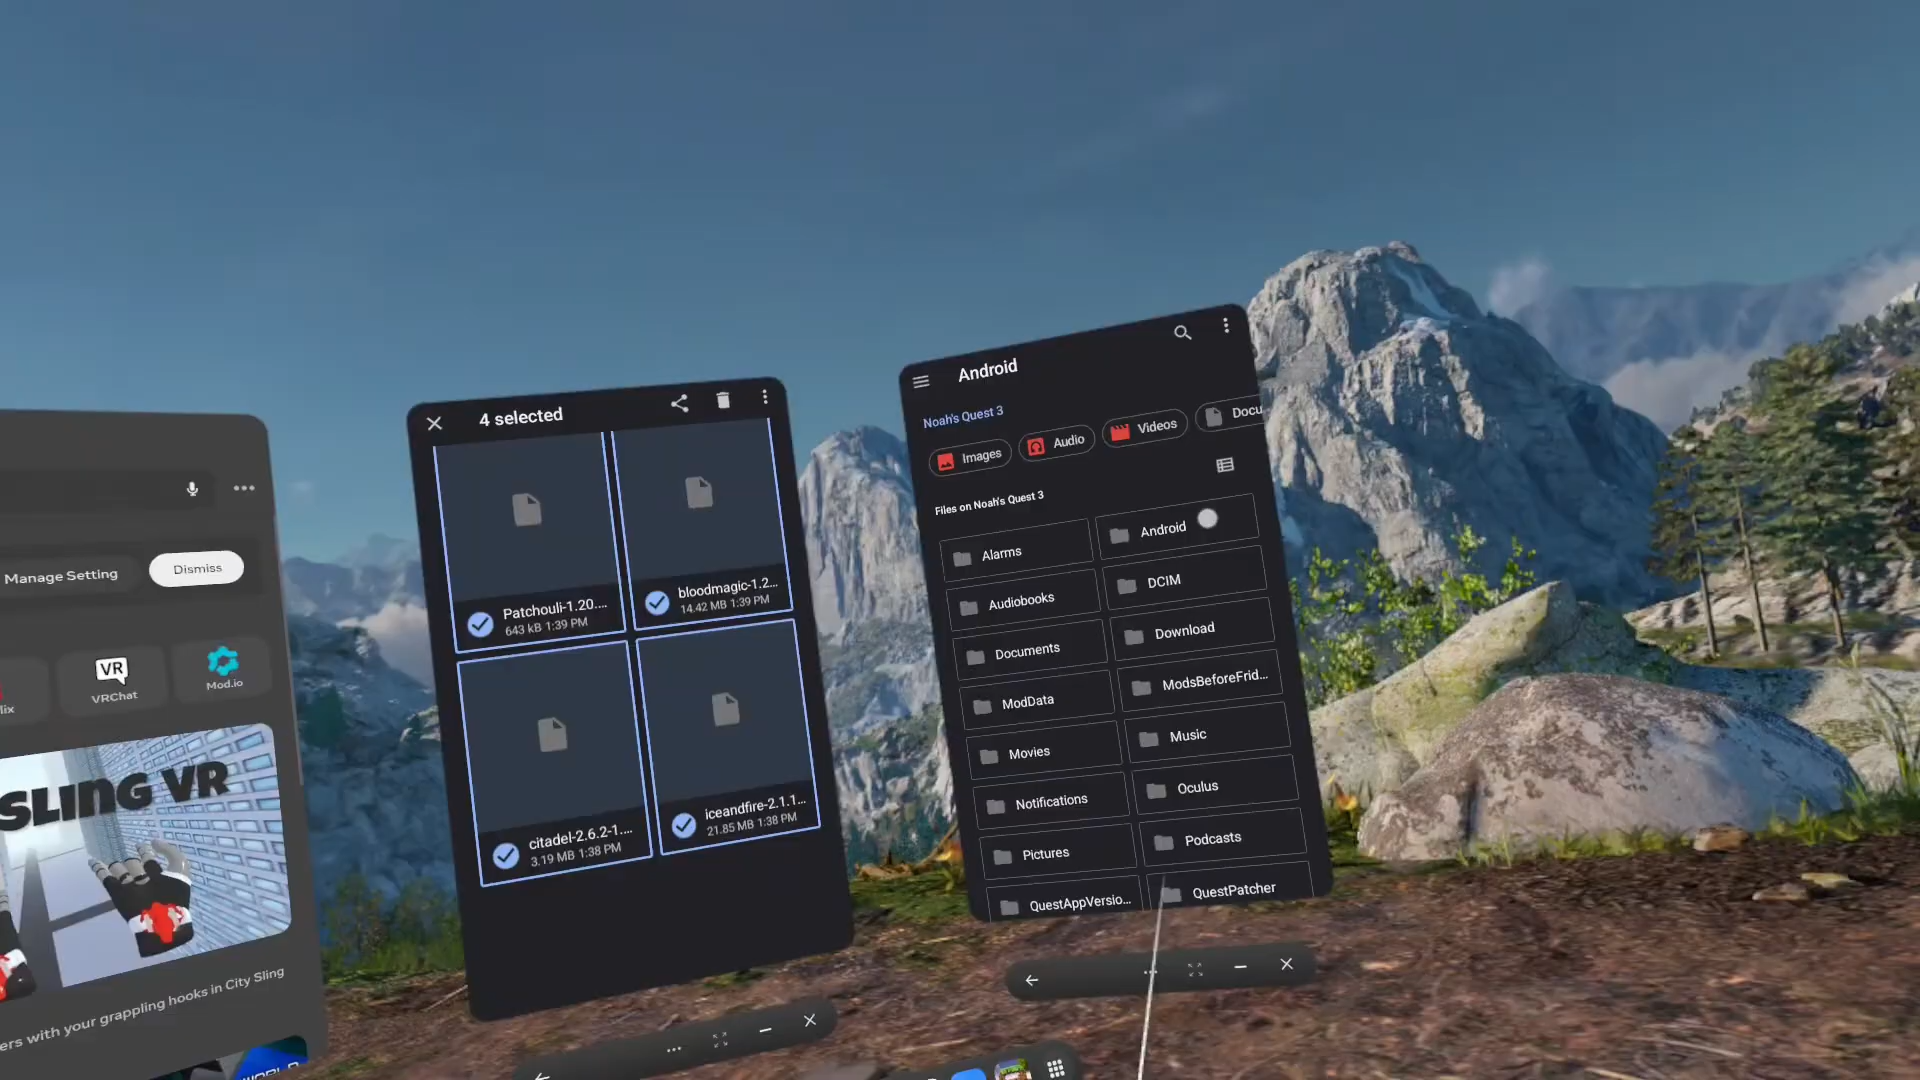 Manage Setting
Dismiss
lix
VRChat
Mod.io
SLING VR
ers with your grappling hooks in City Sling
WORLD
4 selected
Patchouli-1.20....
643 kB 1:39 PM
bloodmagic-1.2...
14.42 MB 1:39 PM
citadel-2.6.2-1....
3.19 MB 1:38 PM
iceandfire-2.1.1...
21.85 MB 1:38 PM
Android
Noah's Quest 3
Images
Audio
Videos
Docu
Files on Noah's Quest 3
Alarms
Android
Audiobooks
DCIM
Documents
Download
ModData
ModsBeforeFrid...
Movies
Music
Notifications
Oculus
Pictures
Podcasts
QuestAppVersio...
QuestPatcher